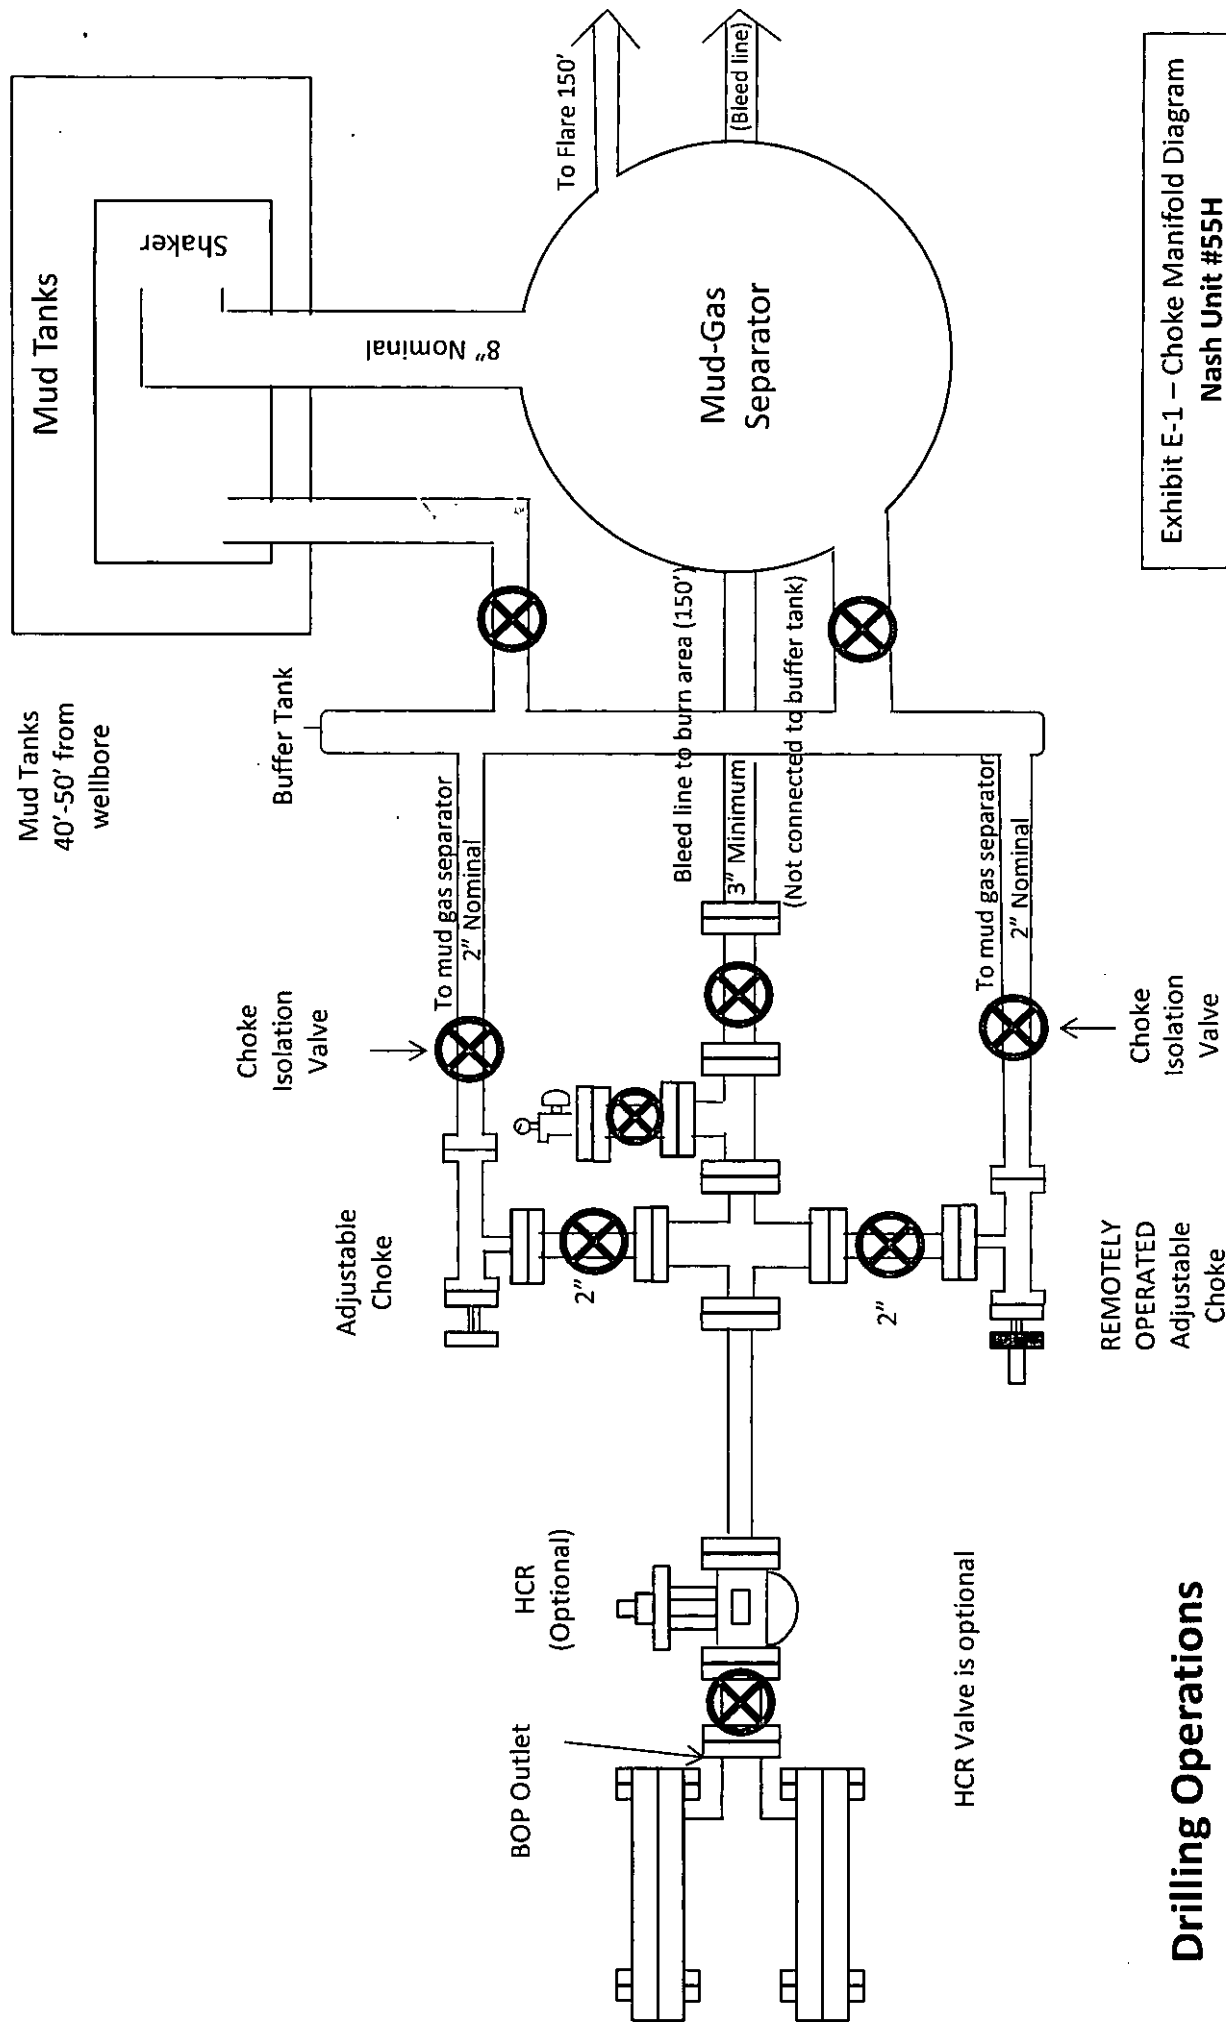 Mud Tanks
40'-50' from
wellbore
Mud Tanks
Shaker
8" Nominal
To Flare 150'
(Bleed line)
Mud-Gas
Separator
Buffer Tank
To mud gas separator
2" Nominal
Bleed line to burn area (150')
3" Minimum
(Not connected to buffer tank)
To mud gas separator
2" Nominal
Choke
Isolation
Valve
Choke
Isolation
Valve
Adjustable
Choke
2"
2"
REMOTELY
OPERATED
Adjustable
Choke
HCR
(Optional)
BOP Outlet
HCR Valve is optional
Drilling Operations
Exhibit E-1 – Choke Manifold Diagram
Nash Unit #55H